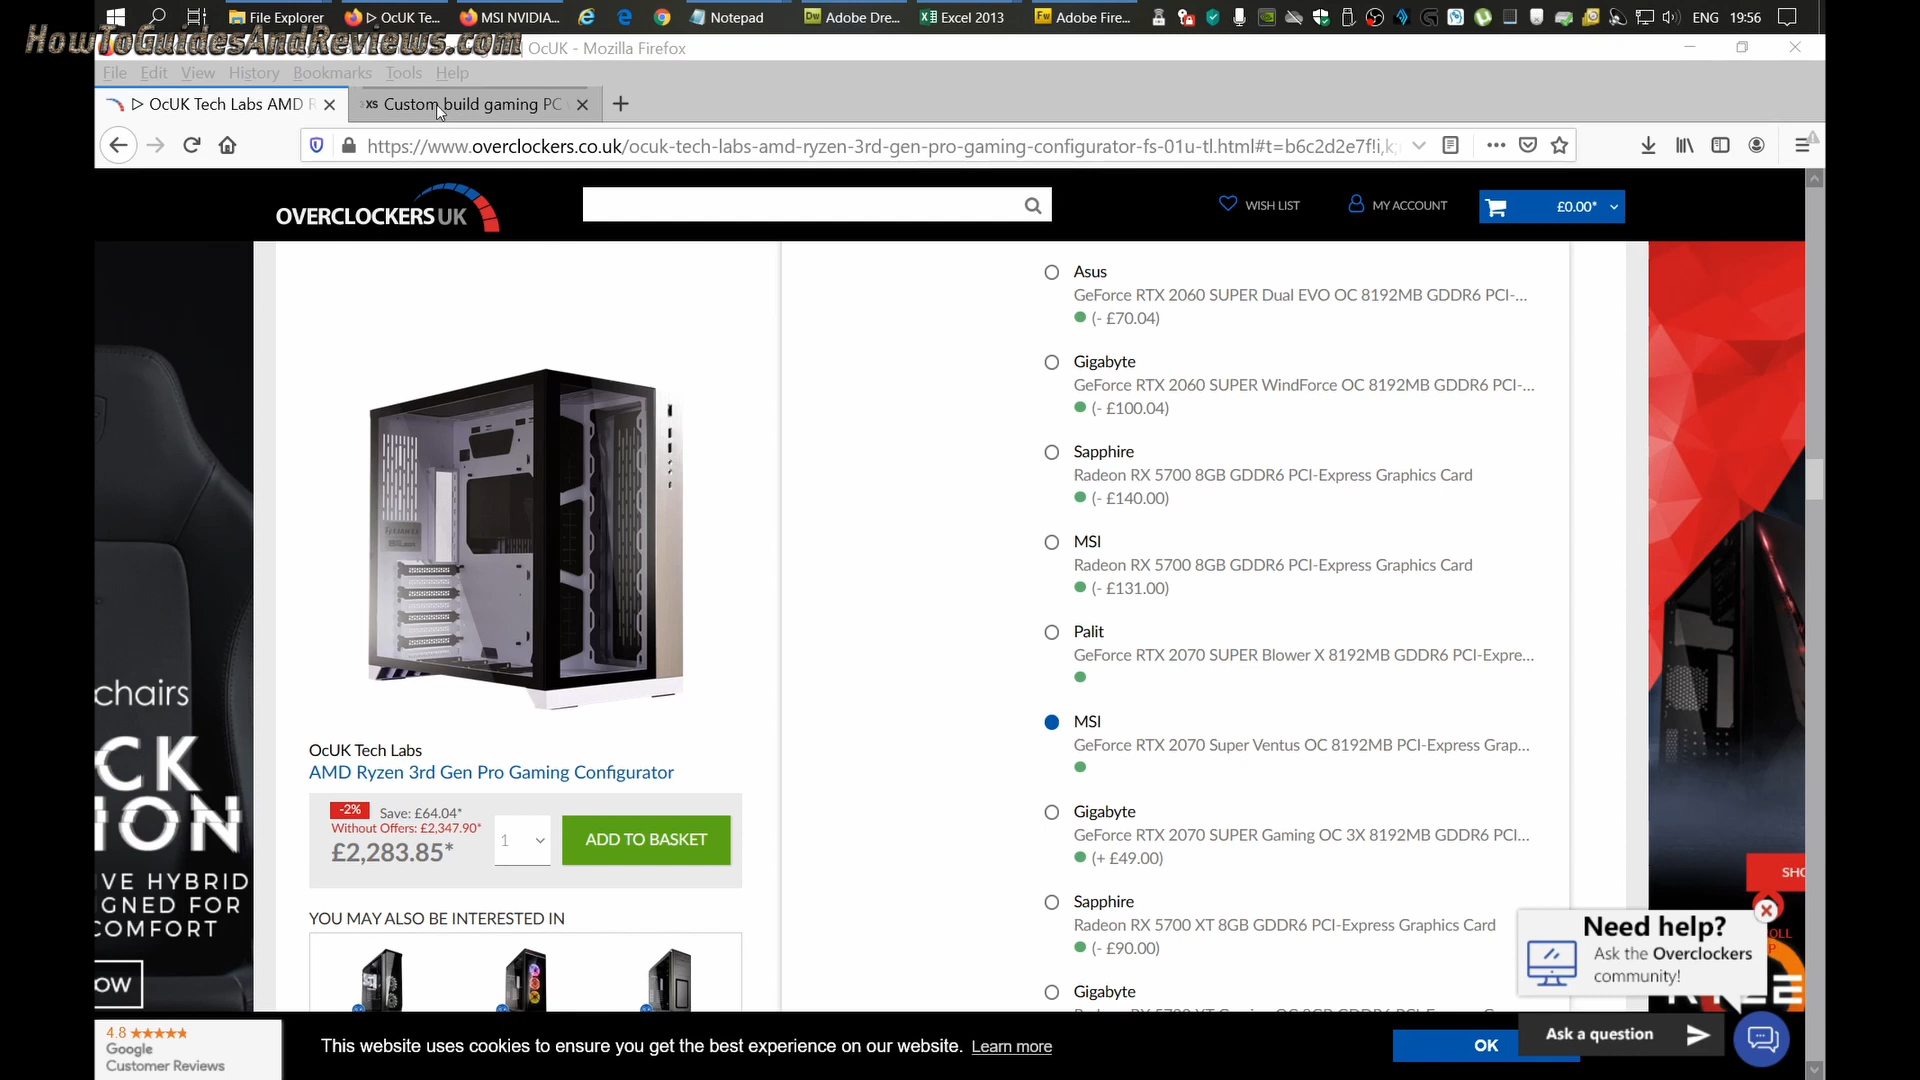 File Explorer
OcUK Te...
MSI NVIDIA...
Notepad
Adobe Dre...
Excel 2013
Adobe Fire...
ENG
19:56
HowToGuidesAndReviews.com
OcUK - Mozilla Firefox
File Edit View History Bookmarks Tools Help
OcUK Tech Labs AMD R
XS Custom build gaming PC
https://www.overclockers.co.uk/ocuk-tech-labs-amd-ryzen-3rd-gen-pro-gaming-configurator-fs-01u-tl.html#t=b6c2d2e7f!i,k;
OVERCLOCKERS UK
WISH LIST
MY ACCOUNT
£0.00*
Asus
GeForce RTX 2060 SUPER Dual EVO OC 8192MB GDDR6 PCI-...
(- £70.04)
Gigabyte
GeForce RTX 2060 SUPER WindForce OC 8192MB GDDR6 PCI-...
(- £100.04)
Sapphire
Radeon RX 5700 8GB GDDR6 PCI-Express Graphics Card
(- £140.00)
MSI
Radeon RX 5700 8GB GDDR6 PCI-Express Graphics Card
(- £131.00)
Palit
GeForce RTX 2070 SUPER Blower X 8192MB GDDR6 PCI-Expre...
MSI
GeForce RTX 2070 Super Ventus OC 8192MB PCI-Express Grap...
Gigabyte
GeForce RTX 2070 SUPER Gaming OC 3X 8192MB GDDR6 PCI...
(+ £49.00)
Sapphire
Radeon RX 5700 XT 8GB GDDR6 PCI-Express Graphics Card
(- £90.00)
Gigabyte
OcUK Tech Labs
AMD Ryzen 3rd Gen Pro Gaming Configurator
-2%
Save: £64.04*
Without Offers: £2,347.90*
£2,283.85*
1
ADD TO BASKET
YOU MAY ALSO BE INTERESTED IN
chairs
CK
ION
VE HYBRID
GNED FOR
COMFORT
OW
SHO
Need help?
Ask the Overclockers
community!
Ask a question
4.8
Google
Customer Reviews
This website uses cookies to ensure you get the best experience on our website. Learn more
OK